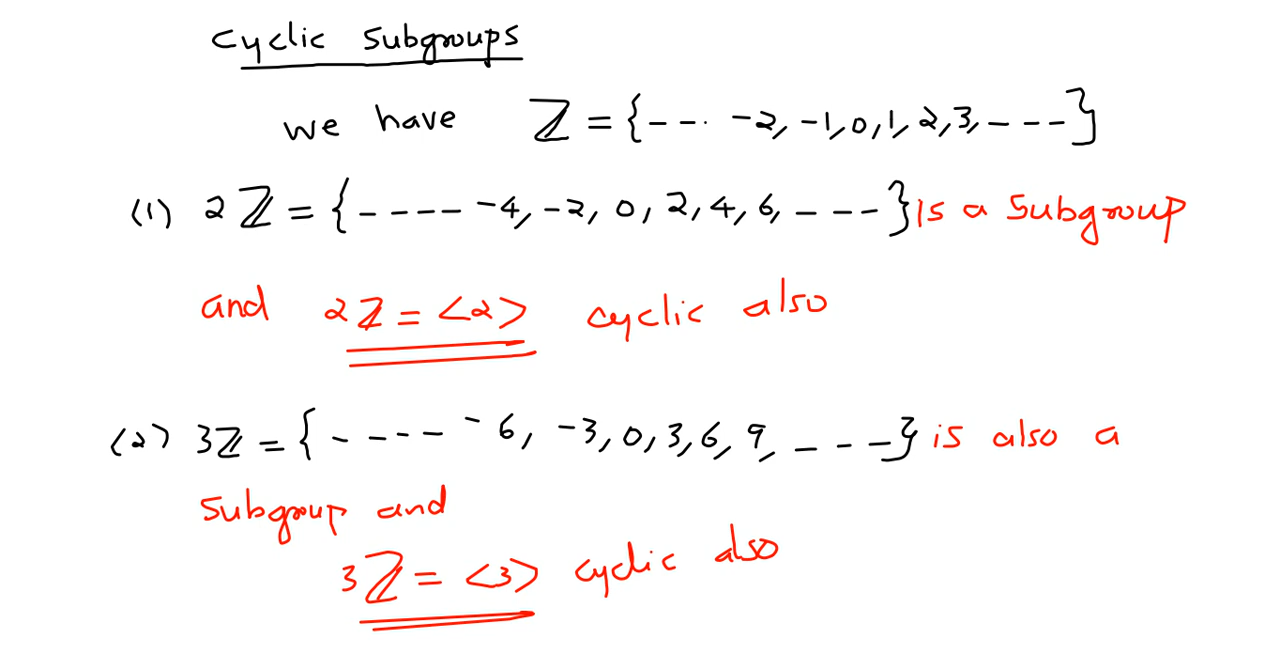 Cyclic Subgroups
we have ℤ = {--- -2, -1, 0, 1, 2, 3, ----}
(1) 2ℤ = {---- -4, -2, 0, 2, 4, 6, ----} is a Subgroup
and 2ℤ = <2> cyclic also
(2) 3ℤ = {---- -6, -3, 0, 3, 6, 9, ---} is also a
Subgroup and
3ℤ = <3> cyclic also